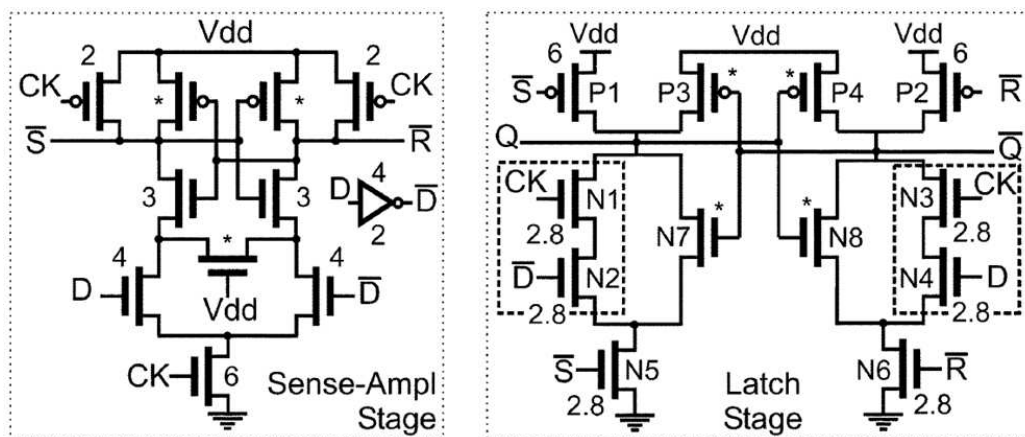 Vdd
2
2
CK
*
*
CK
S̅
R̅
3
3
D
4
D̅
2
*
4
4
D
Vdd
D̅
CK
6
Sense-Ampl
Stage
Vdd
Vdd
Vdd
6
6
S̅
P1
P3
*
*
P4
P2
R̅
Q
Q̅
CK
N1
2.8
N7
*
*
N8
N3
CK
2.8
D̅
N2
2.8
N4
D
2.8
S̅
N5
2.8
N6
R̅
2.8
Latch
Stage